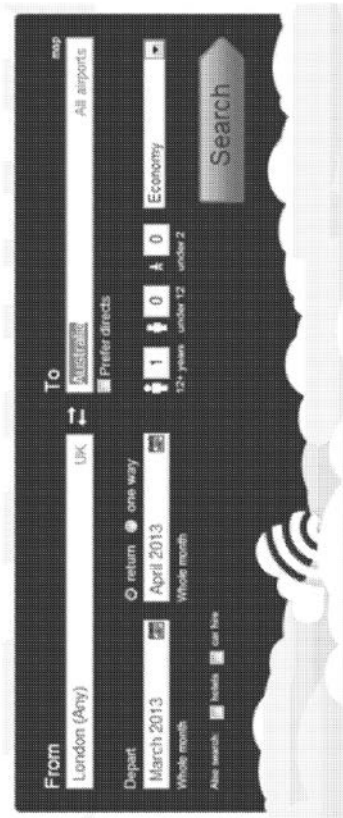 From
To
map
London (Any) UK
Australia All airports
Prefer directs
Depart
return one way
March 2013
April 2013
1 0 0
Economy
Whole month
Whole month
12+ years under 12 under 2
Also search hotels car hire
Search